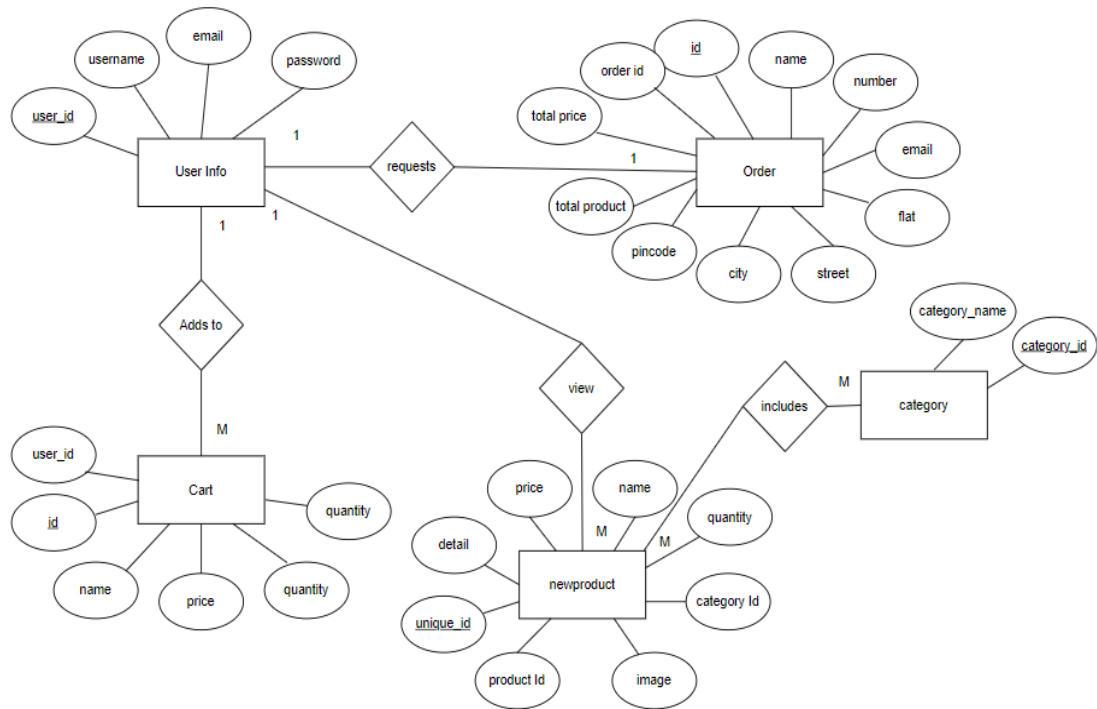 email
id
username
name
password
order id
number
user_id
total price
1
email
User Info
requests
1
Order
total product
flat
1
1
pincode
city
street
category_name
Adds to
category_id
view
M
includes
category
M
user_id
Cart
price
name
quantity
id
quantity
M
M
detail
newproduct
name
price
quantity
category Id
unique_id
product Id
image